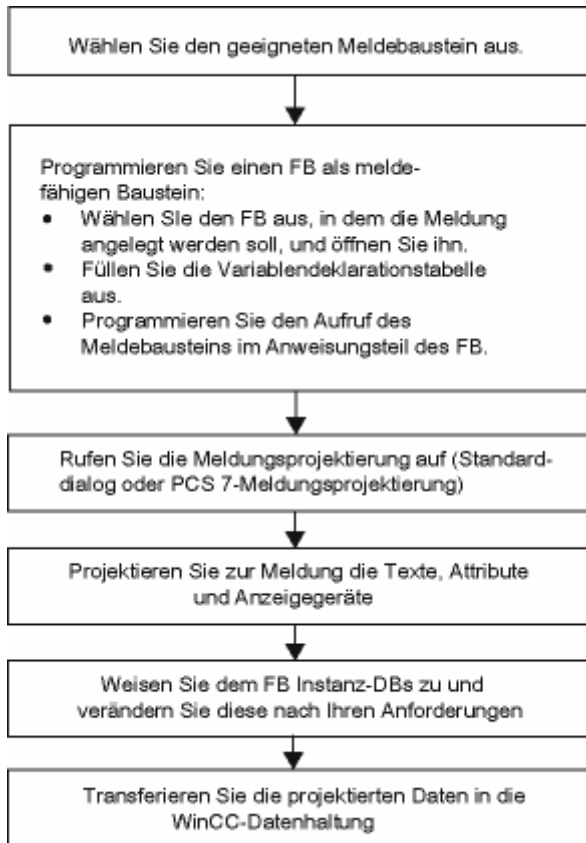 Wählen Sie den geeigneten Meldebaustein aus.
Programmieren Sie einen FB als melde-
fähigen Baustein:
• Wählen SIe den FB aus, in dem die Meldung
angelegt werden soll, und öffnen Sie ihn.
• Füllen Sie die Variablendeklarationstabelle
aus.
• Programmieren Sie den Aufruf des
Meldebausteins im Anweisungsteil des FB.
Rufen Sie die Meldungsprojektierung auf (Standard-
dialog oder PCS 7-Meldungsprojektierung)
Projektieren Sie zur Meldung die Texte, Attribute
und Anzeigegeräte
Weisen Sie dem FB Instanz-DBs zu und
verändern Sie diese nach Ihren Anforderungen
Transferieren Sie die projektierten Daten in die
WinCC-Datenhaltung